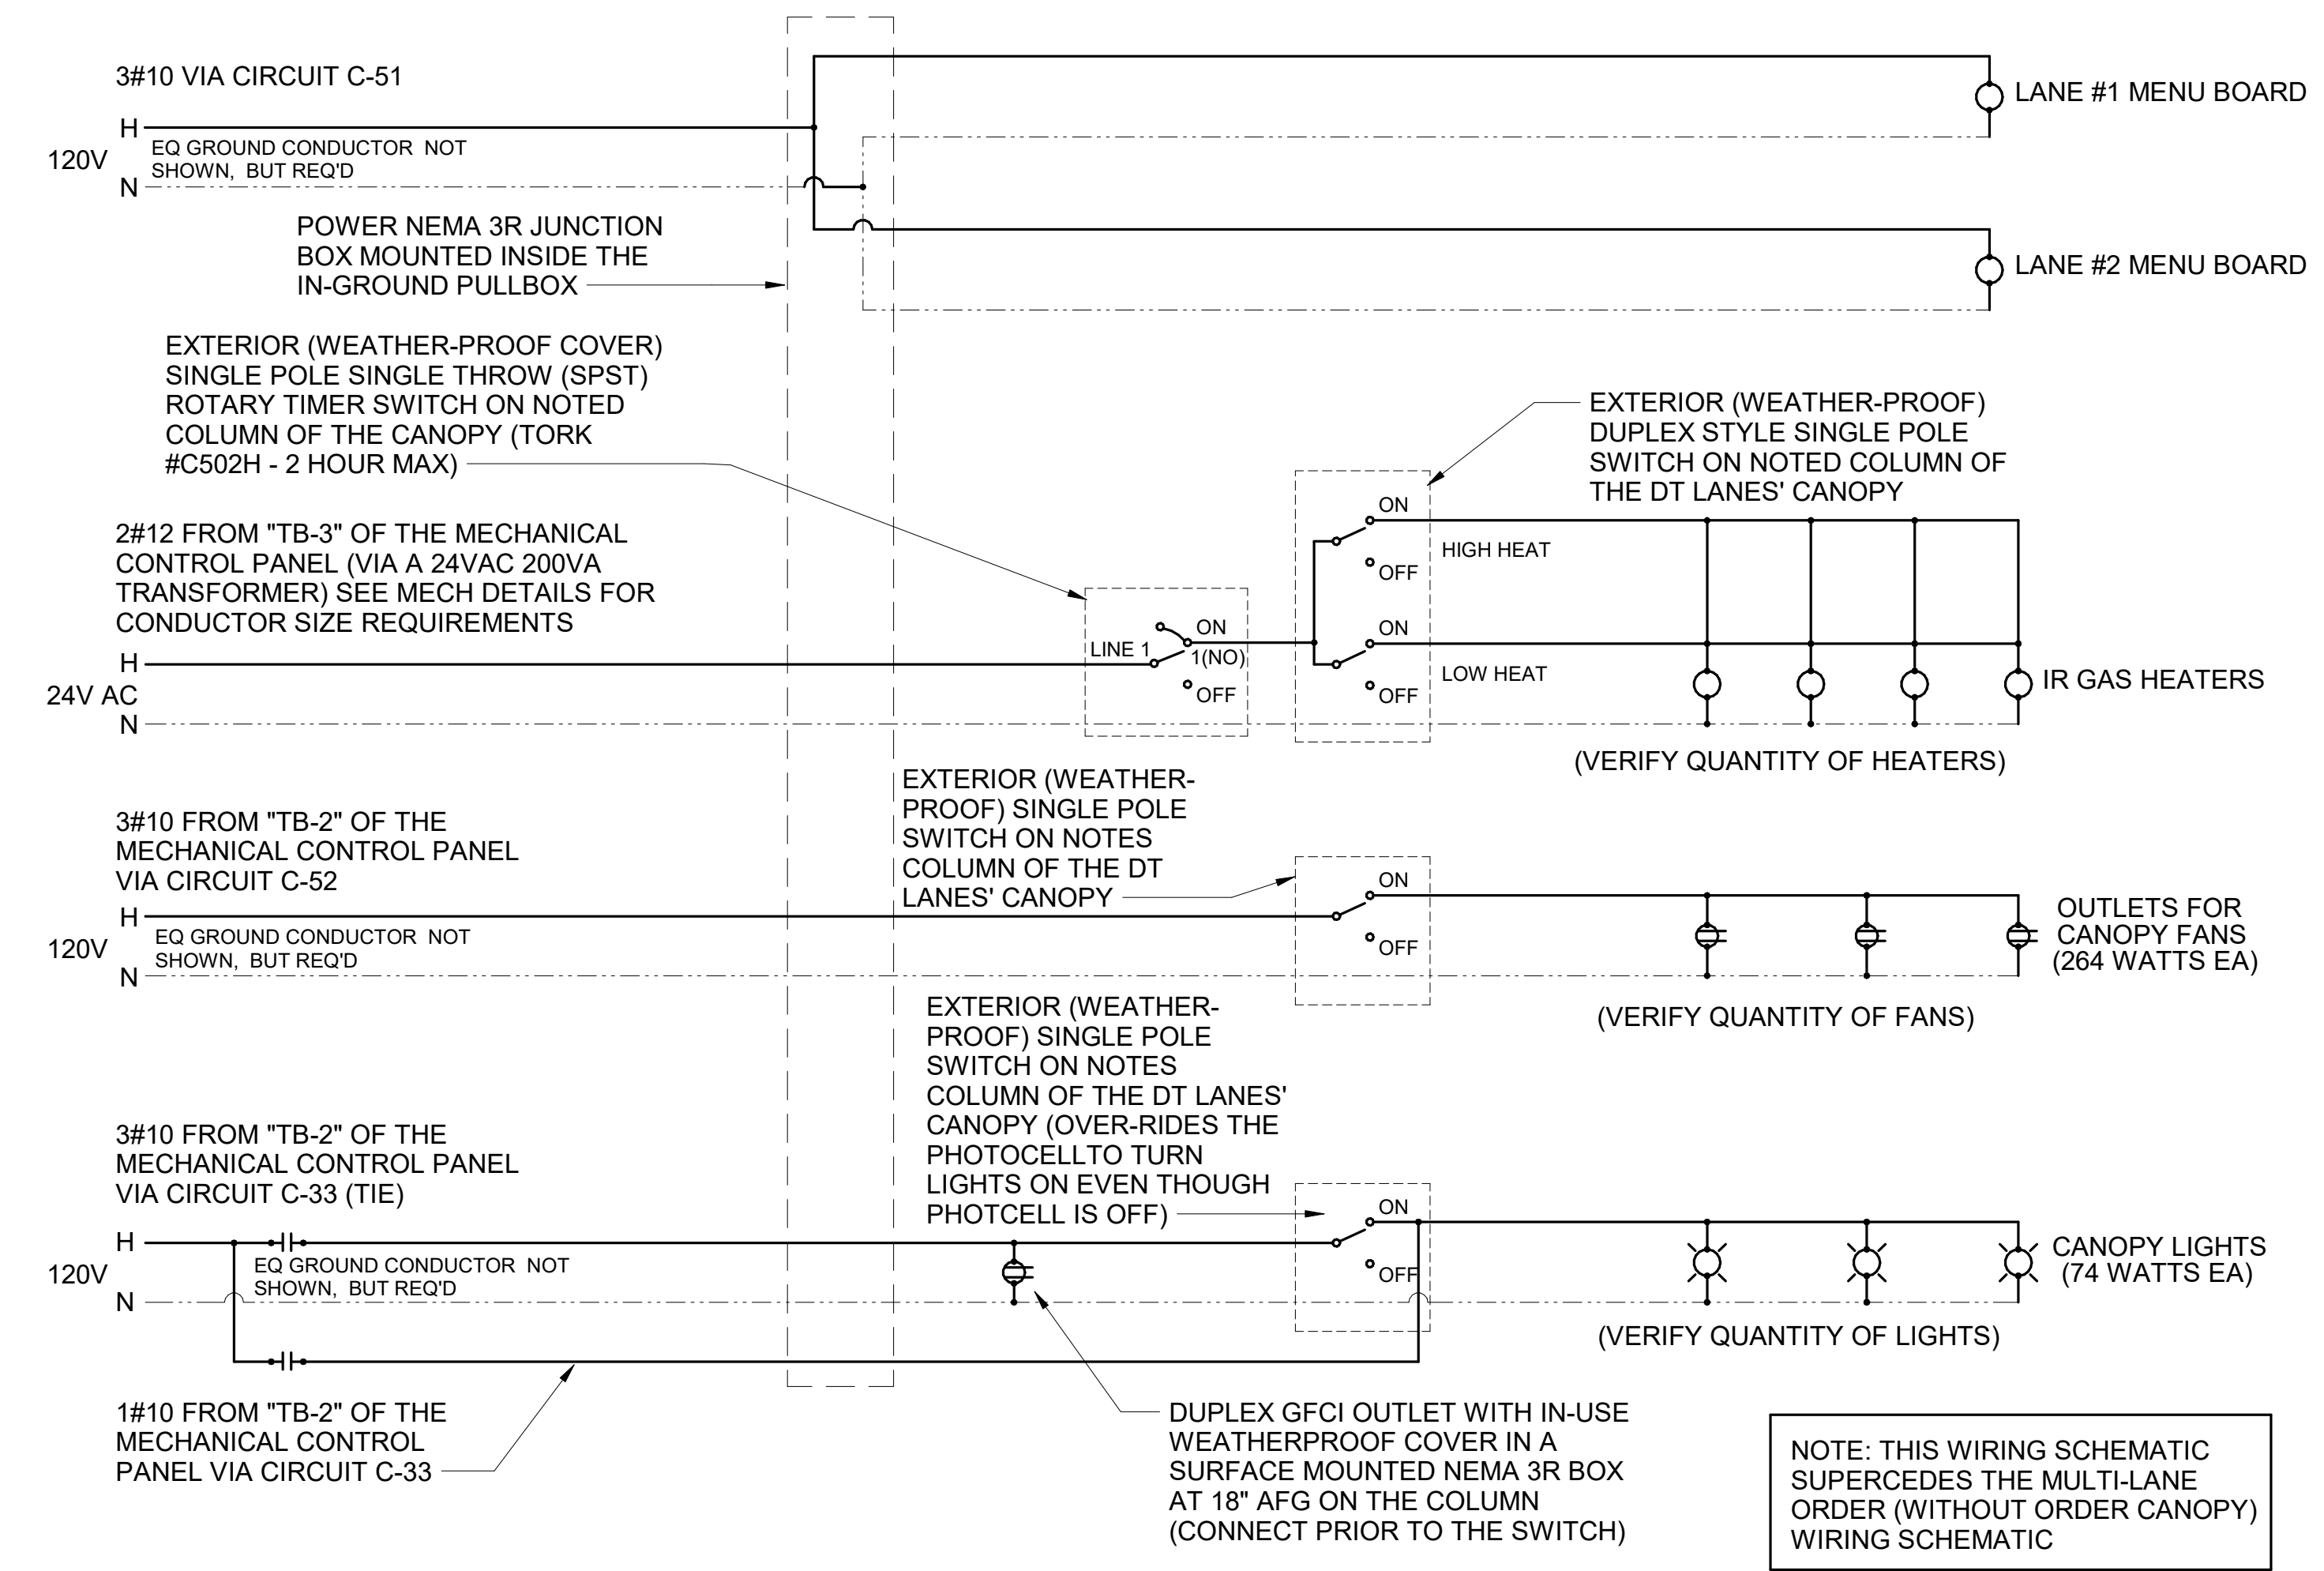 3#10 VIA CIRCUIT C-51
H
120V
N
EQ GROUND CONDUCTOR NOT
SHOWN, BUT REQ'D
LANE #1 MENU BOARD
LANE #2 MENU BOARD
POWER NEMA 3R JUNCTION
BOX MOUNTED INSIDE THE
IN-GROUND PULLBOX
EXTERIOR (WEATHER-PROOF COVER)
SINGLE POLE SINGLE THROW (SPST)
ROTARY TIMER SWITCH ON NOTED
COLUMN OF THE CANOPY (TORK
#C502H - 2 HOUR MAX)
EXTERIOR (WEATHER-PROOF)
DUPLEX STYLE SINGLE POLE
SWITCH ON NOTED COLUMN OF
THE DT LANES' CANOPY
2#12 FROM "TB-3" OF THE MECHANICAL
CONTROL PANEL (VIA A 24VAC 200VA
TRANSFORMER) SEE MECH DETAILS FOR
CONDUCTOR SIZE REQUIREMENTS
H
24V AC
N
LINE 1
ON
1(NO)
OFF
ON
HIGH HEAT
OFF
ON
LOW HEAT
OFF
IR GAS HEATERS
(VERIFY QUANTITY OF HEATERS)
EXTERIOR (WEATHER-
PROOF) SINGLE POLE
SWITCH ON NOTES
COLUMN OF THE DT
LANES' CANOPY
3#10 FROM "TB-2" OF THE
MECHANICAL CONTROL PANEL
VIA CIRCUIT C-52
H
120V
N
EQ GROUND CONDUCTOR NOT
SHOWN, BUT REQ'D
ON
OFF
OUTLETS FOR
CANOPY FANS
(264 WATTS EA)
(VERIFY QUANTITY OF FANS)
EXTERIOR (WEATHER-
PROOF) SINGLE POLE
SWITCH ON NOTES
COLUMN OF THE DT LANES'
CANOPY (OVER-RIDES THE
PHOTOCELLTO TURN
LIGHTS ON EVEN THOUGH
PHOTCELL IS OFF)
3#10 FROM "TB-2" OF THE
MECHANICAL CONTROL PANEL
VIA CIRCUIT C-33 (TIE)
H
120V
N
EQ GROUND CONDUCTOR NOT
SHOWN, BUT REQ'D
ON
OFF
CANOPY LIGHTS
(74 WATTS EA)
(VERIFY QUANTITY OF LIGHTS)
1#10 FROM "TB-2" OF THE
MECHANICAL CONTROL
PANEL VIA CIRCUIT C-33
DUPLEX GFCI OUTLET WITH IN-USE
WEATHERPROOF COVER IN A
SURFACE MOUNTED NEMA 3R BOX
AT 18" AFG ON THE COLUMN
(CONNECT PRIOR TO THE SWITCH)
NOTE: THIS WIRING SCHEMATIC
SUPERCEDES THE MULTI-LANE
ORDER (WITHOUT ORDER CANOPY)
WIRING SCHEMATIC